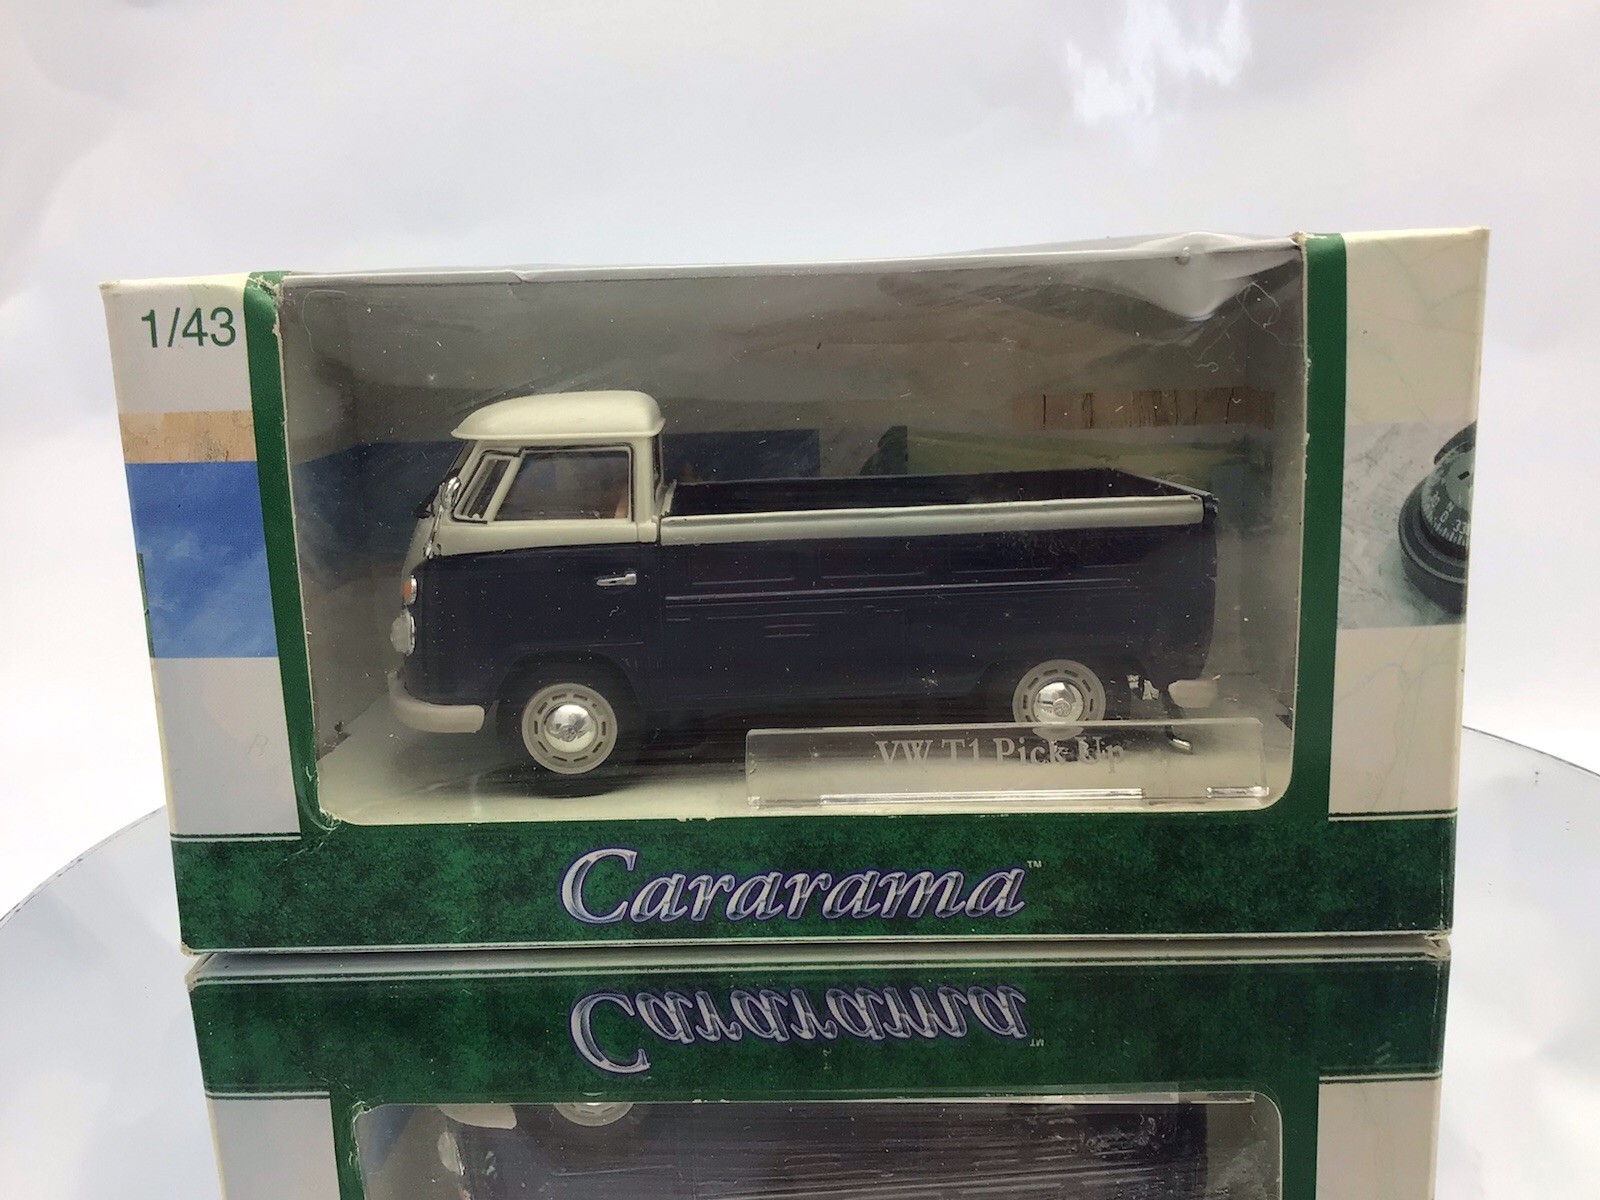 1/43
VW T1 Pick Up
Cararama™